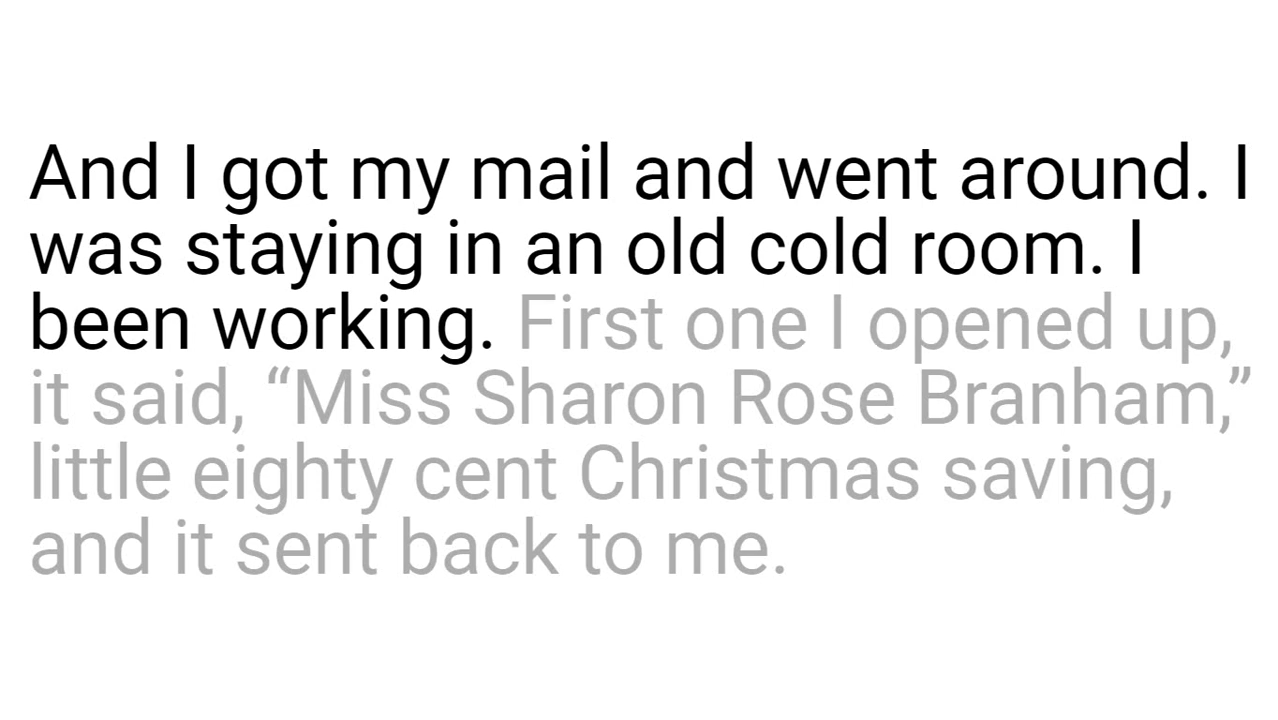 And I got my mail and went around. I
was staying in an old cold room. I
been working. First one I opened up,
it said, “Miss Sharon Rose Branham,”
little eighty cent Christmas saving,
and it sent back to me.